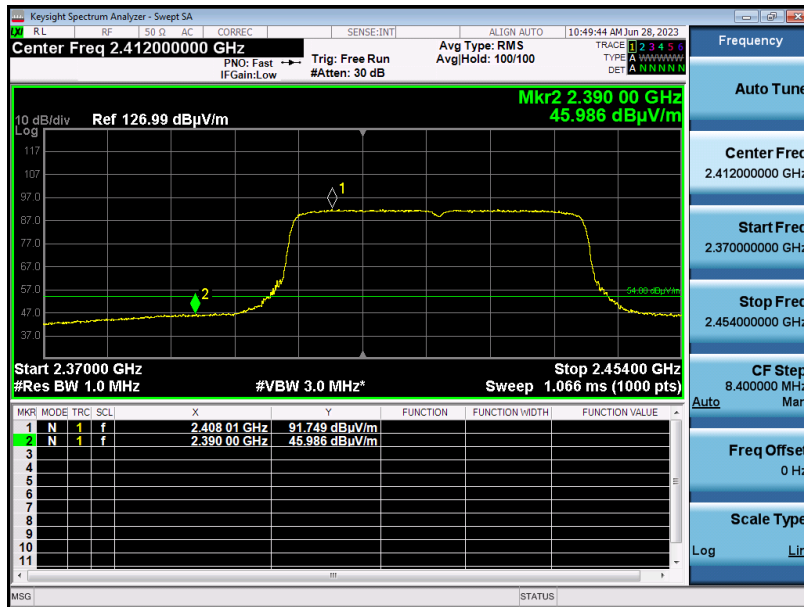 Keysight Spectrum Analyzer - Swept SA
LXI RL RF 50 Ω AC CORREC SENSE:INT ALIGN AUTO 10:49:44 AM Jun 28, 2023
Center Freq 2.412000000 GHz
PNO: Fast
IFGain:Low
Trig: Free Run
#Atten: 30 dB
Avg Type: RMS
Avg|Hold: 100/100
TRACE 1 2 3 4 5 6
TYPE A WWWWW
DET A N N N N N
Mkr2 2.390 00 GHz
45.986 dBµV/m
10 dB/div Ref 126.99 dBµV/m
Log
117
107
97.0
87.0
77.0
67.0
57.0
47.0
37.0
1
2
54.00 dBµV/m
Start 2.37000 GHz Stop 2.45400 GHz
#Res BW 1.0 MHz #VBW 3.0 MHz* Sweep 1.066 ms (1000 pts)
MKR MODE TRC SCL X Y FUNCTION FUNCTION WIDTH FUNCTION VALUE
1 N 1 f 2.408 01 GHz 91.749 dBµV/m
2 N 1 f 2.390 00 GHz 45.986 dBµV/m
3
4
5
6
7
8
9
10
11
MSG STATUS
Frequency
Auto Tune
Center Freq
2.412000000 GHz
Start Freq
2.370000000 GHz
Stop Freq
2.454000000 GHz
CF Step
8.400000 MHz
Auto Man
Freq Offset
0 Hz
Scale Type
Log Lin